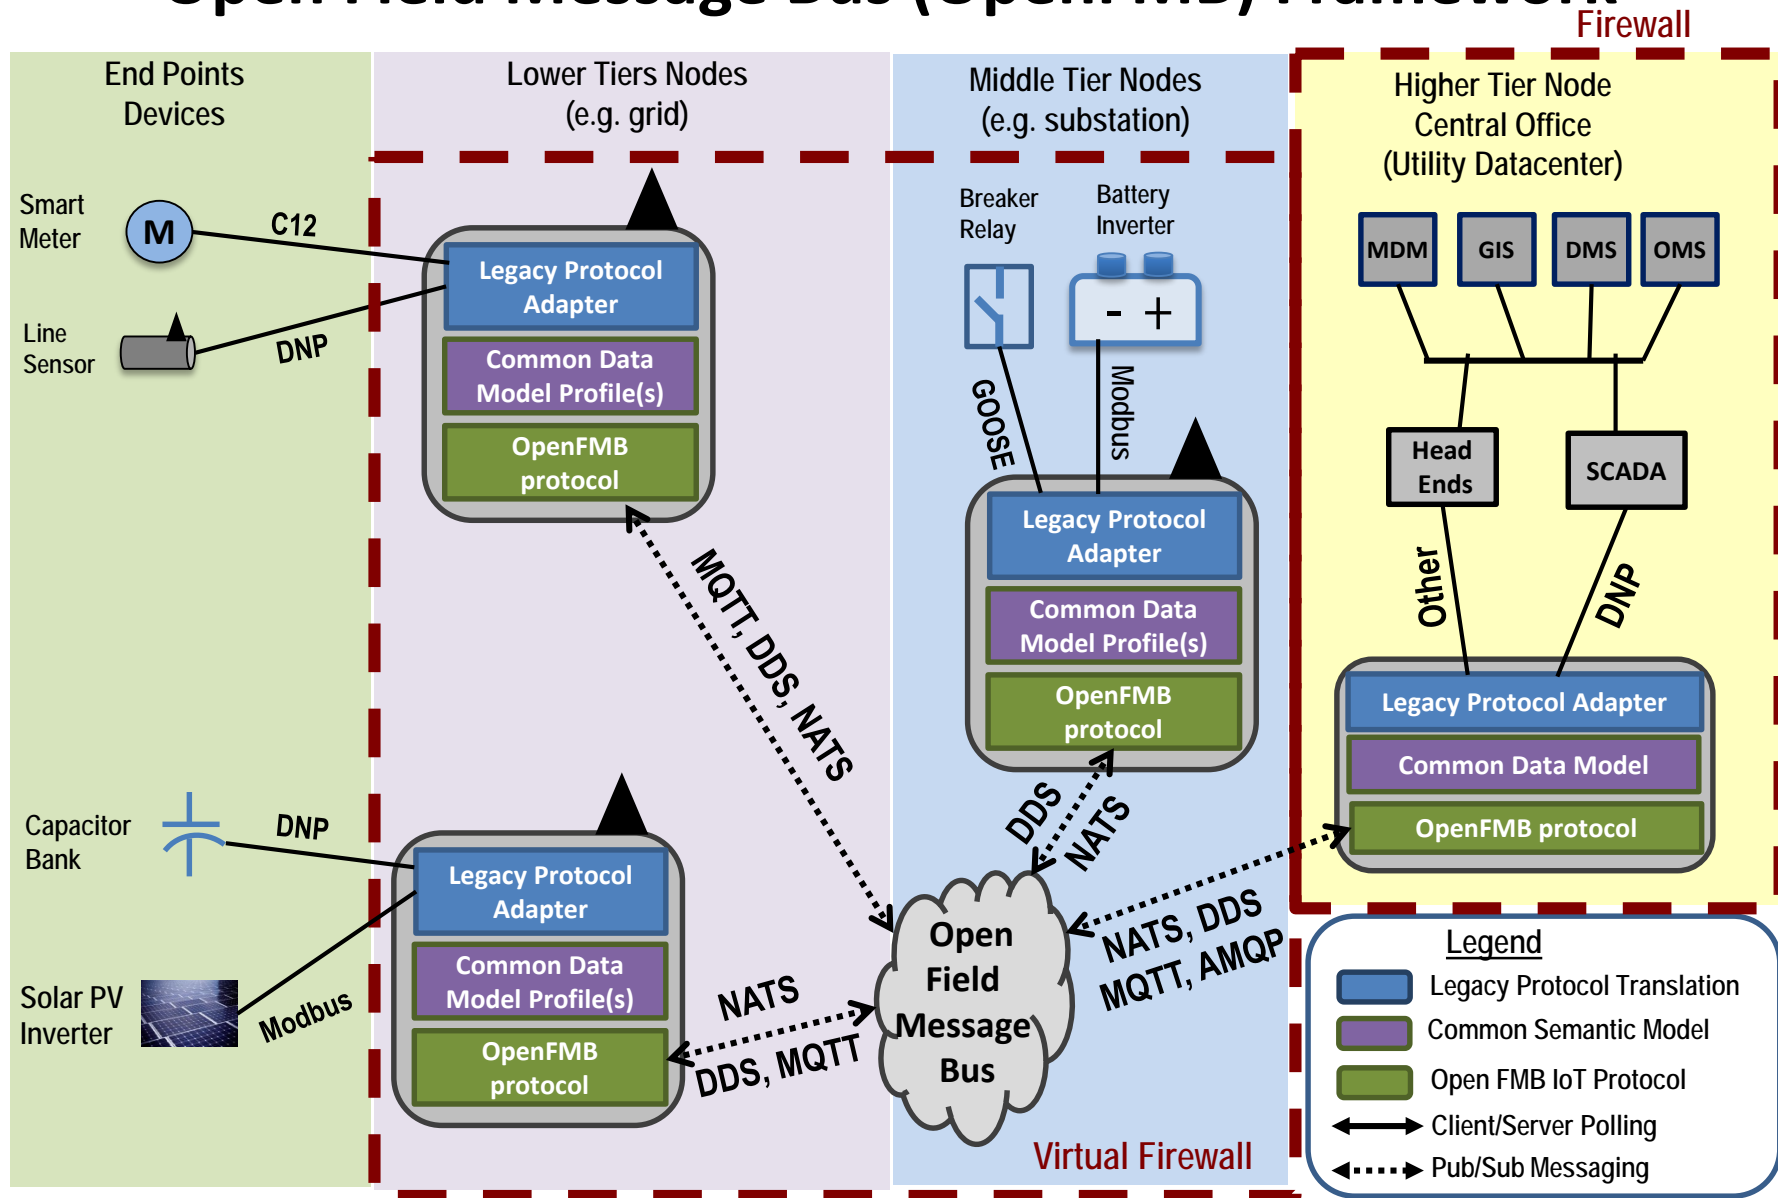 Open Field Message Bus (OpenFMB) Framework
Firewall
End Points
Devices
Lower Tiers Nodes
(e.g. grid)
Middle Tier Nodes
(e.g. substation)
Higher Tier Node
Central Office
(Utility Datacenter)
Smart
Meter
M
C12
Line
Sensor
DNP
Legacy Protocol
Adapter
Common Data
Model Profile(s)
OpenFMB
protocol
MQTT, DDS, NATS
Capacitor
Bank
DNP
Solar PV
Inverter
Modbus
Legacy Protocol
Adapter
Common Data
Model Profile(s)
OpenFMB
protocol
NATS
DDS, MQTT
Breaker
Relay
Battery
Inverter
- +
GOOSE
Modbus
Legacy Protocol
Adapter
Common Data
Model Profile(s)
OpenFMB
protocol
DDS
NATS
Open
Field
Message
Bus
NATS, DDS
MQTT, AMQP
Virtual Firewall
MDM
GIS
DMS
OMS
Head
Ends
SCADA
Other
DNP
Legacy Protocol Adapter
Common Data Model
OpenFMB protocol
Legend
Legacy Protocol Translation
Common Semantic Model
Open FMB IoT Protocol
Client/Server Polling
Pub/Sub Messaging